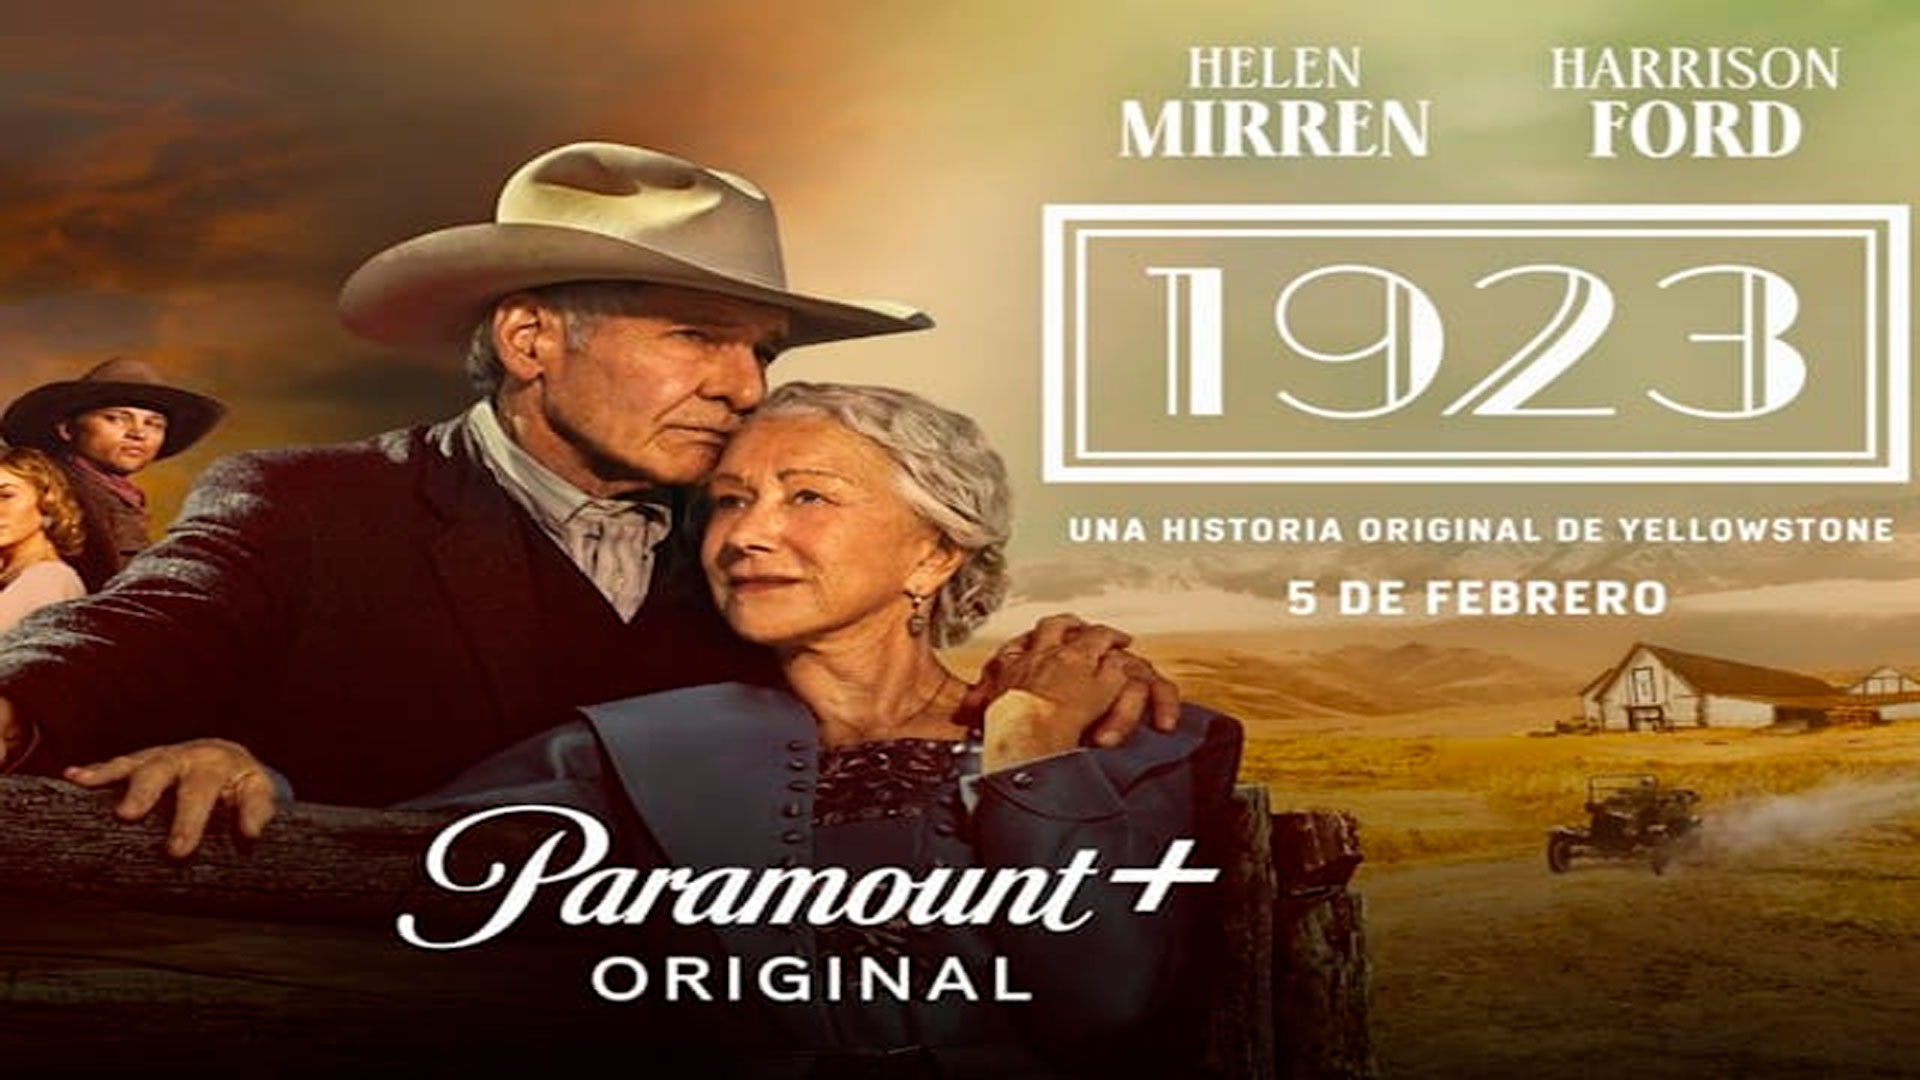 HELEN MIRREN
HARRISON FORD
1923
UNA HISTORIA ORIGINAL DE YELLOWSTONE
5 DE FEBRERO
Paramount+
ORIGINAL